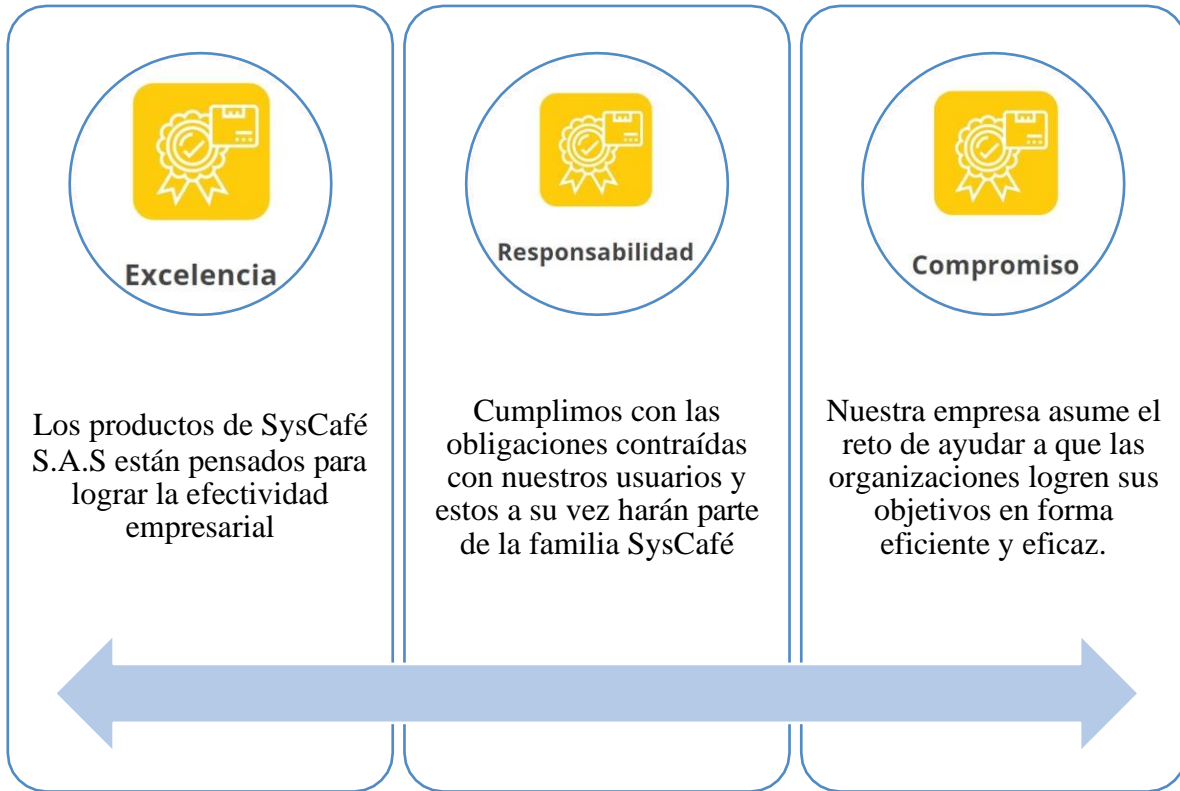 Excelencia
Los productos de SysCafé
S.A.S están pensados para
lograr la efectividad
empresarial
Responsabilidad
Cumplimos con las
obligaciones contraídas
con nuestros usuarios y
estos a su vez harán parte
de la familia SysCafé
Compromiso
Nuestra empresa asume el
reto de ayudar a que las
organizaciones logren sus
objetivos en forma
eficiente y eficaz.